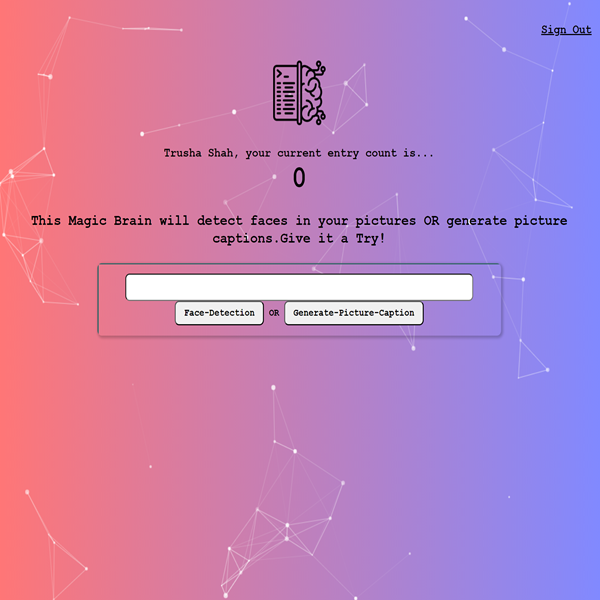 Sign Out
Trusha Shah, your current entry count is...
0
This Magic Brain will detect faces in your pictures OR generate picture
captions.Give it a Try!
Face-Detection OR Generate-Picture-Caption